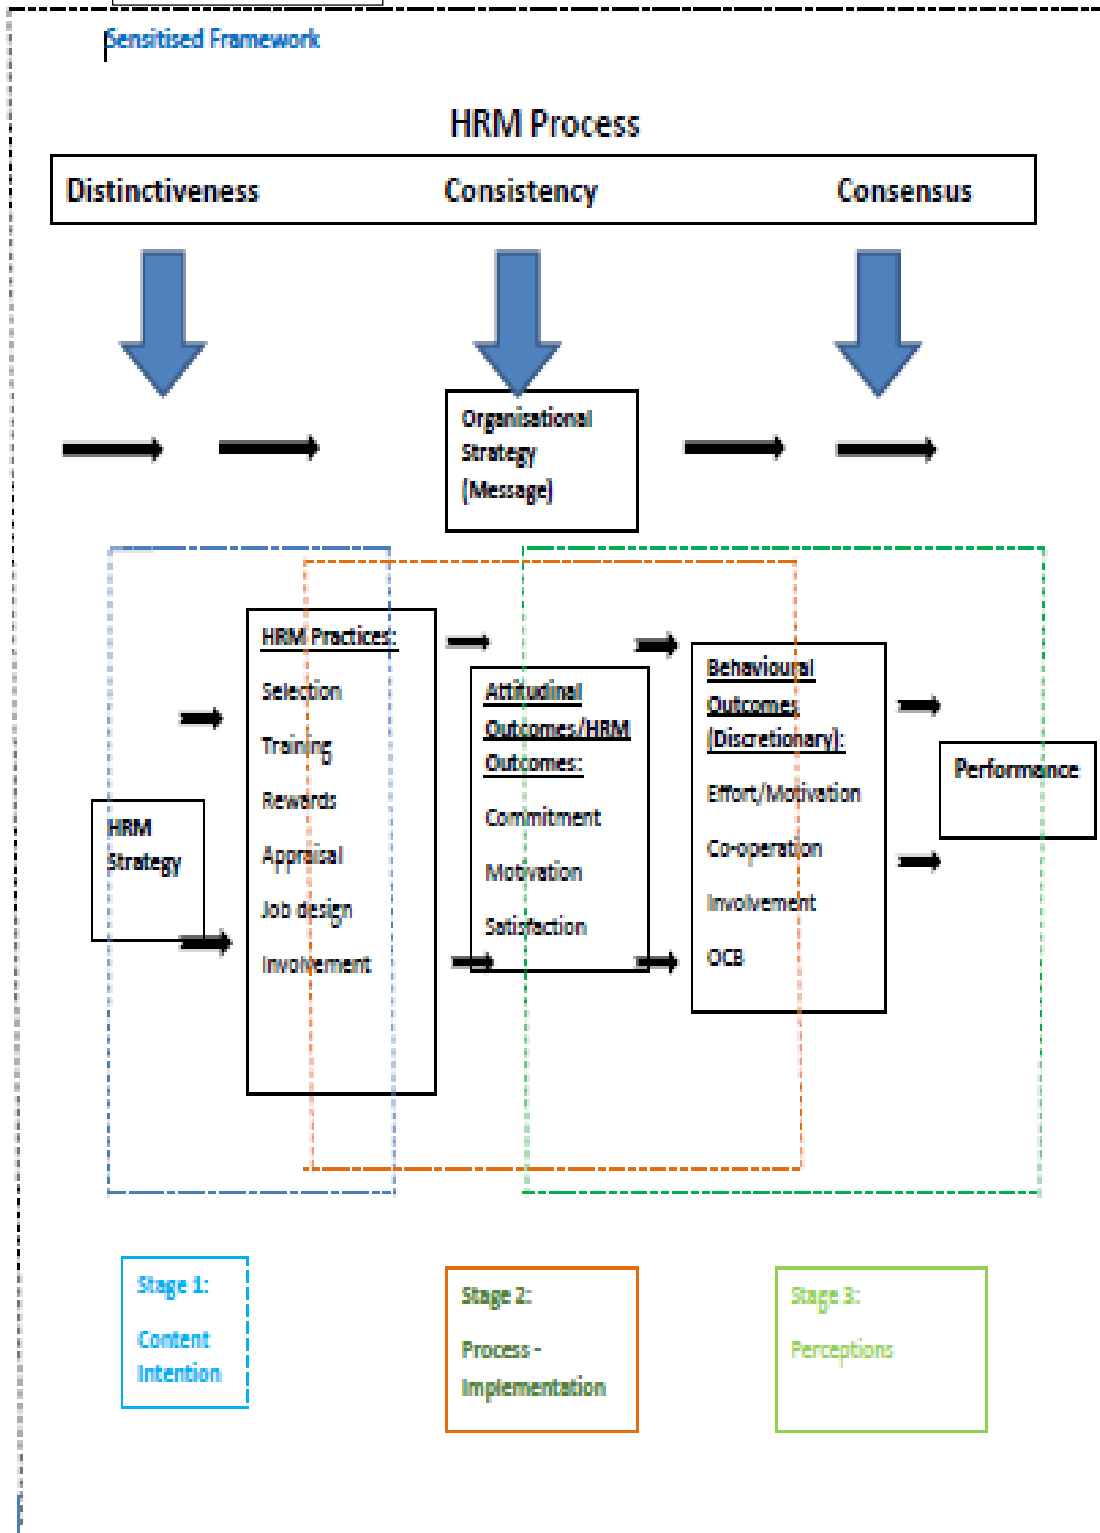 Sensitised Framework
HRM Process
Distinctiveness
Consistency
Consensus
Organisational
Strategy
(Message)
HRM
Strategy
HRM Practices:
Selection
Training
Rewards
Appraisal
Job design
Involvement
Attitudinal
Outcomes/HRM
Outcomes:
Commitment
Motivation
Satisfaction
Behavioural
Outcomes
(Discretionary):
Effort/Motivation
Co-operation
Involvement
OCB
Performance
Stage 1:
Content
Intention
Stage 2:
Process -
Implementation
Stage 3:
Perceptions